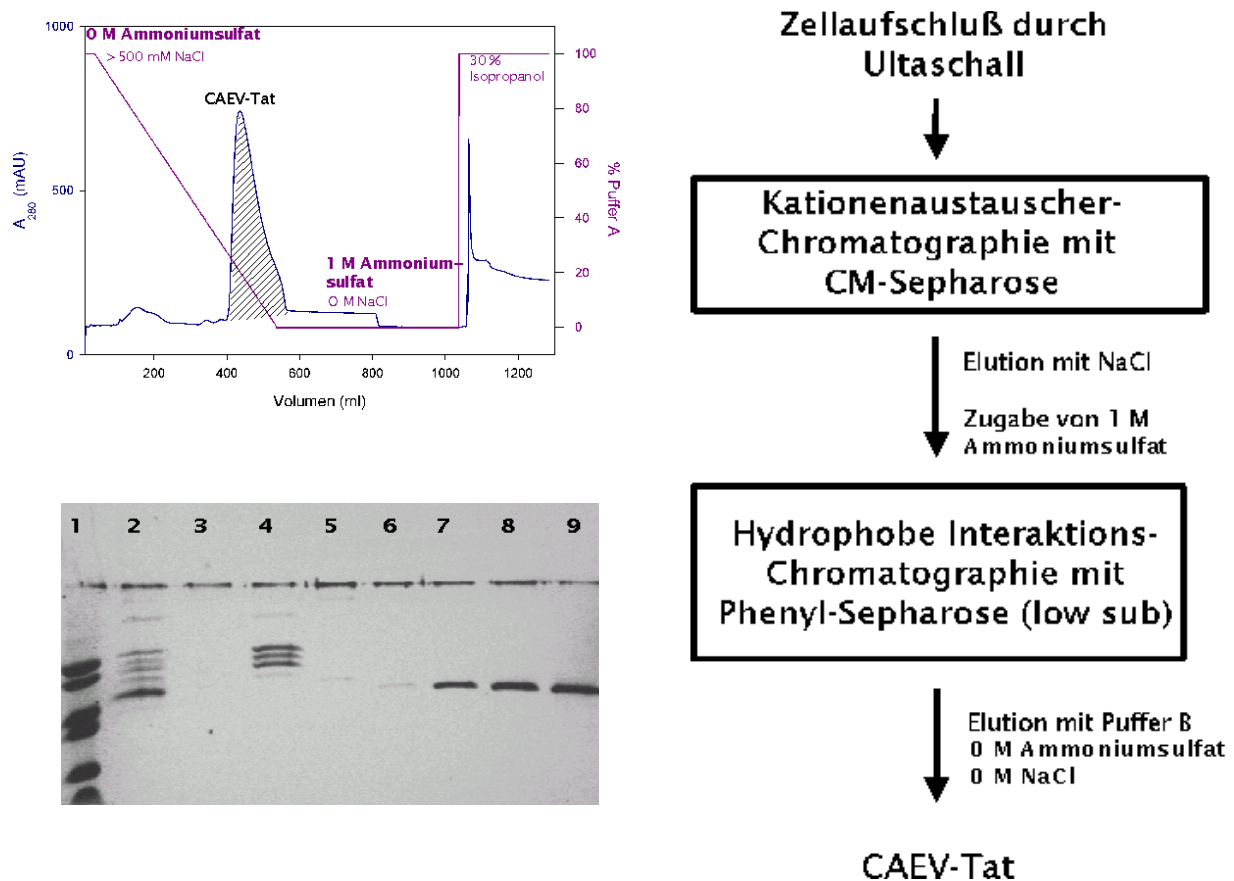 1000
0 M Ammoniumsulfat
> 500 mM NaCl
30 %
Isopropanol
100
CAEV-Tat
80
60
500
A280 (mAU)
% Puffer A
40
1 M Ammonium-
sulfat
0 M NaCl
20
0
0
200
400
600
800
1000
1200
Volumen (ml)
1 2 3 4 5 6 7 8 9
Zellaufschluß durch
Ultaschall
Kationenaustauscher-
Chromatographie mit
CM-Sepharose
Elution mit NaCl
Zugabe von 1 M
Ammoniumsulfat
Hydrophobe Interaktions-
Chromatographie mit
Phenyl-Sepharose (low sub)
Elution mit Puffer B
0 M Ammoniumsulfat
0 M NaCl
CAEV-Tat